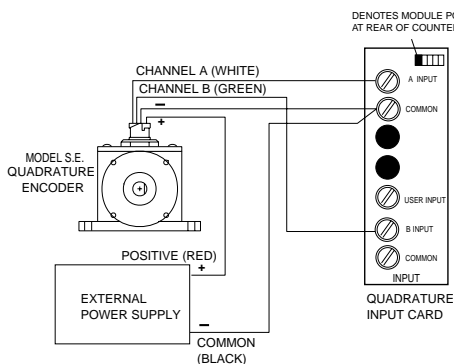 DENOTES MODULE PO
AT REAR OF COUNTER
CHANNEL A (WHITE)
CHANNEL B (GREEN)
–
+
MODEL S.E.
QUADRATURE
ENCODER
A INPUT
COMMON
USER INPUT
B INPUT
COMMON
INPUT
QUADRATURE
INPUT CARD
POSITIVE (RED)
+
EXTERNAL
POWER SUPPLY
–
COMMON
(BLACK)